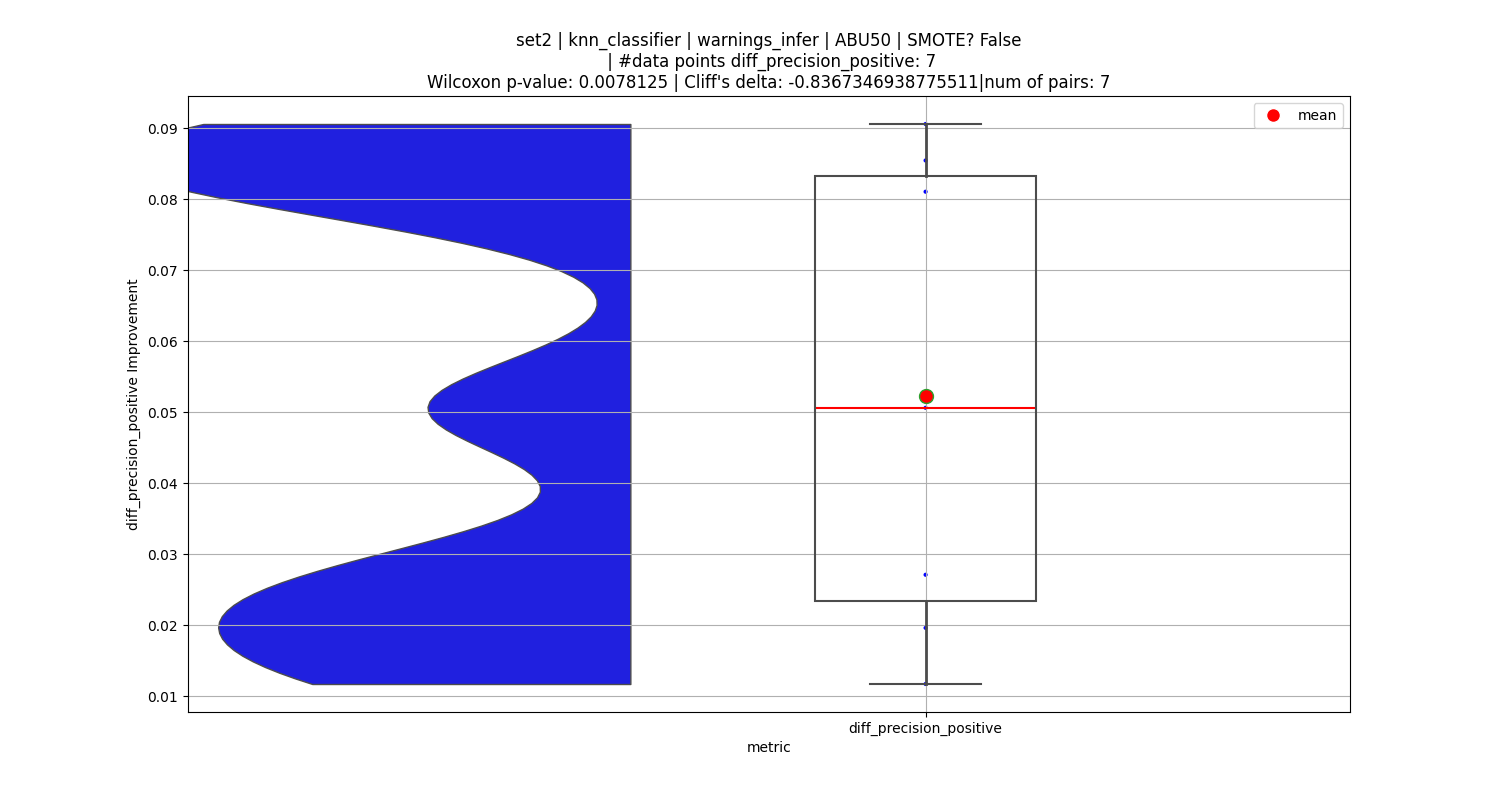 set2 | knn_classifier | warnings_infer | ABU50 | SMOTE? False
| #data points diff_precision_positive: 7
Wilcoxon p-value: 0.0078125 | Cliff's delta: -0.8367346938775511|num of pairs: 7
mean
0.09
0.08
0.07
0.06
0.05
0.04
0.03
0.02
0.01
diff_precision_positive Improvement
diff_precision_positive
metric